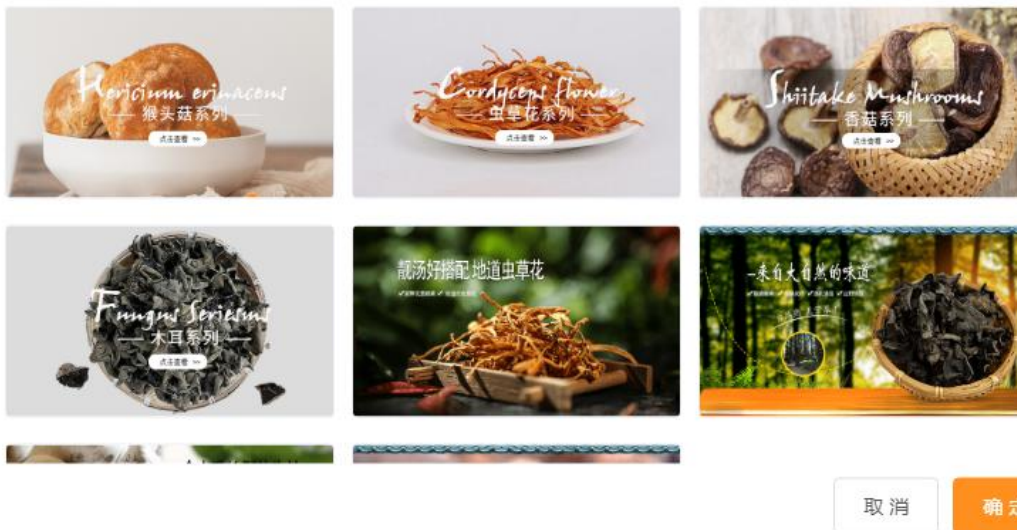 Hericium erinaceus
猴头菇系列
点击查看 >>
Cordyceps flower
虫草花系列
点击查看 >>
Shiitake Mushrooms
香菇系列
点击查看 >>
Fungus Seriesins
木耳系列
点击查看 >>
靓汤好搭配 地道虫草花
一来自大自然的味道
取消
确定